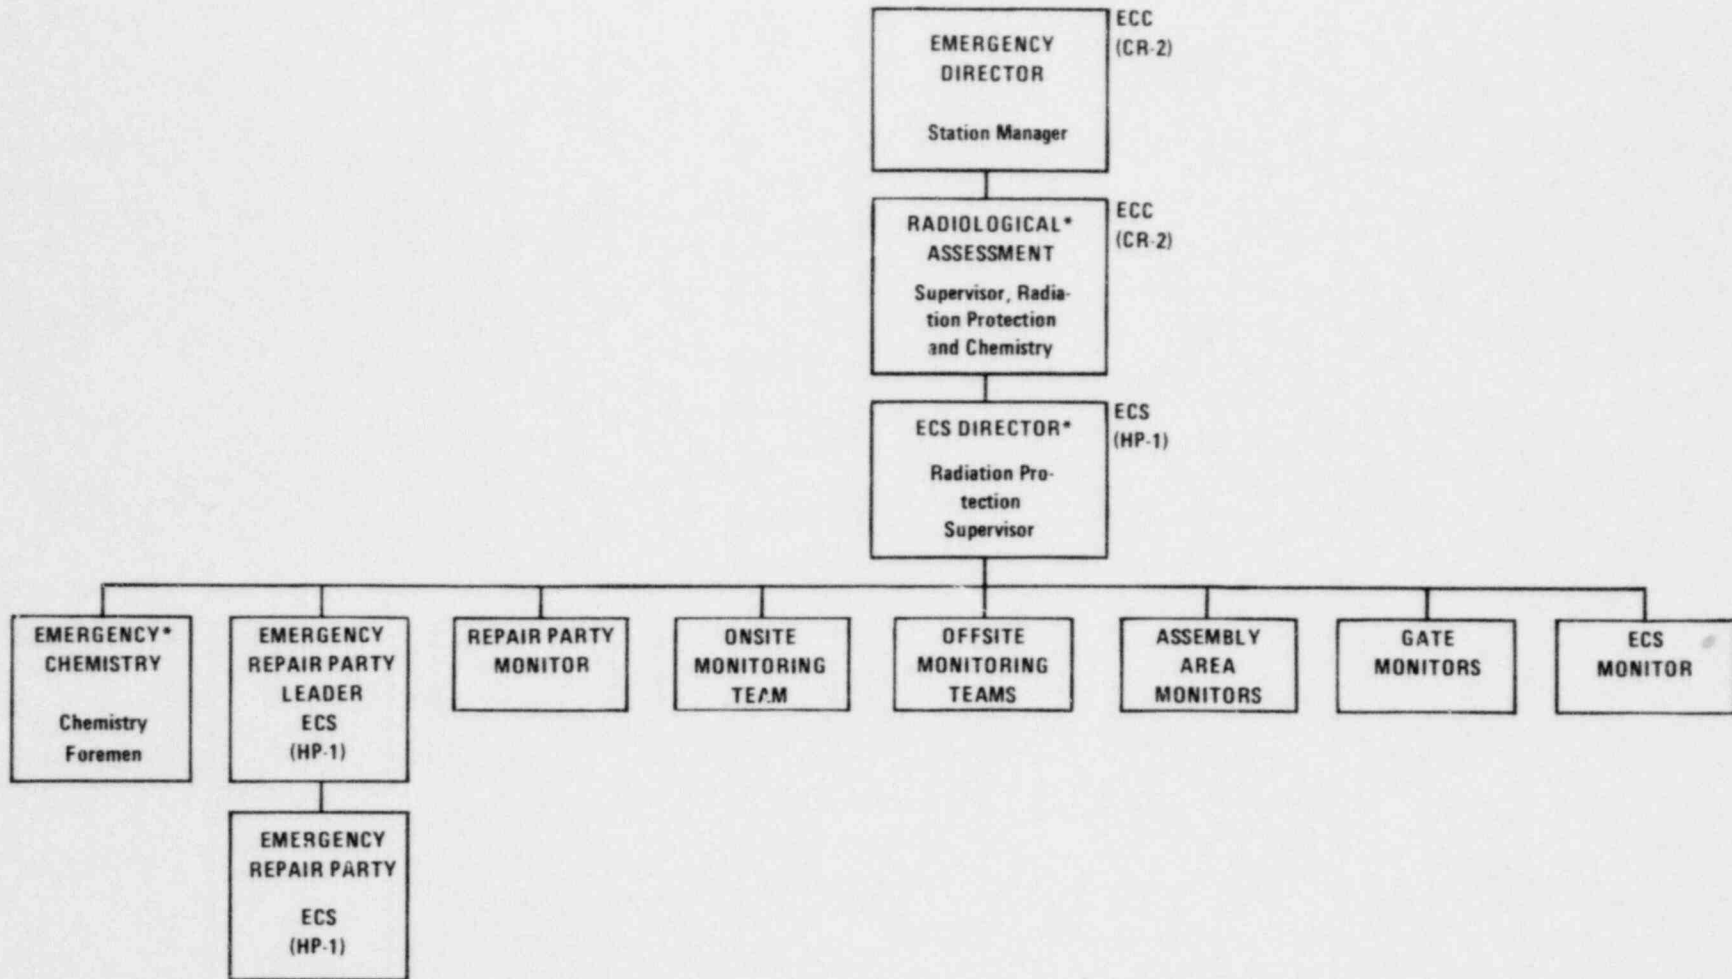 EMERGENCY
DIRECTOR
Station Manager
ECC
(CR-2)
RADIOLOGICAL*
ASSESSMENT
Supervisor, Radia-
tion Protection
and Chemistry
ECC
(CR-2)
ECS DIRECTOR*
Radiation Pro-
tection
Supervisor
ECS
(HP-1)
EMERGENCY*
CHEMISTRY
Chemistry
Foremen
EMERGENCY
REPAIR PARTY
LEADER
ECS
(HP-1)
REPAIR PARTY
MONITOR
ONSITE
MONITORING
TEAM
OFFSITE
MONITORING
TEAMS
ASSEMBLY
AREA
MONITORS
GATE
MONITORS
ECS
MONITOR
EMERGENCY
REPAIR PARTY
ECS
(HP-1)